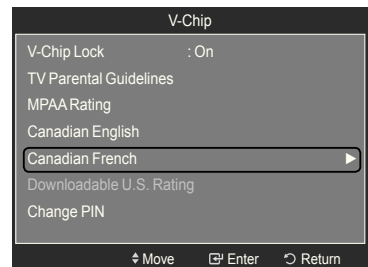 V-Chip
V-Chip Lock : On
TV Parental Guidelines
MPAA Rating
Canadian English
Canadian French
Downloadable U.S. Rating
Change PIN
Move Enter Return